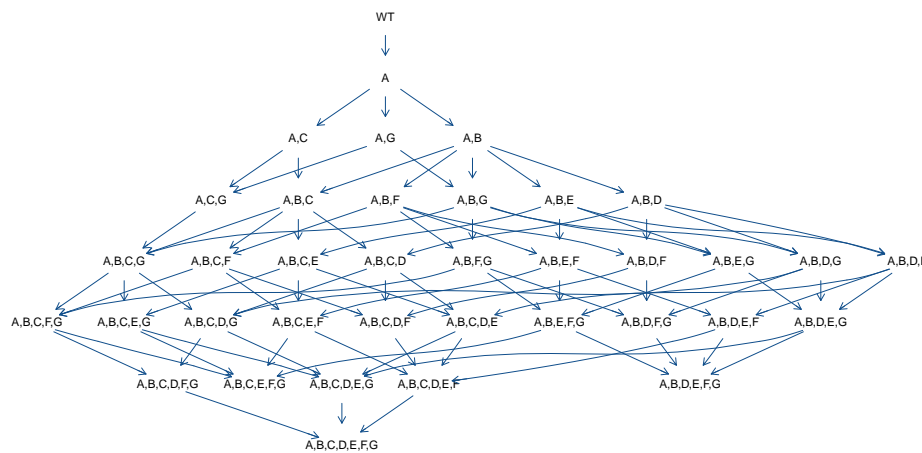 WT
A
A,C A,G A,B
A,C,G A,B,C A,B,F A,B,G A,B,E A,B,D
A,B,C,G A,B,C,F A,B,C,E A,B,C,D A,B,F,G A,B,E,F A,B,D,F A,B,E,G A,B,D,G A,B,D,
A,B,C,F,G A,B,C,E,G A,B,C,D,G A,B,C,E,F A,B,C,D,F A,B,C,D,E A,B,E,F,G A,B,D,F,G A,B,D,E,F A,B,D,E,G
A,B,C,D,F,G A,B,C,E,F,G A,B,C,D,E,G A,B,C,D,E,F A,B,D,E,F,G
A,B,C,D,E,F,G